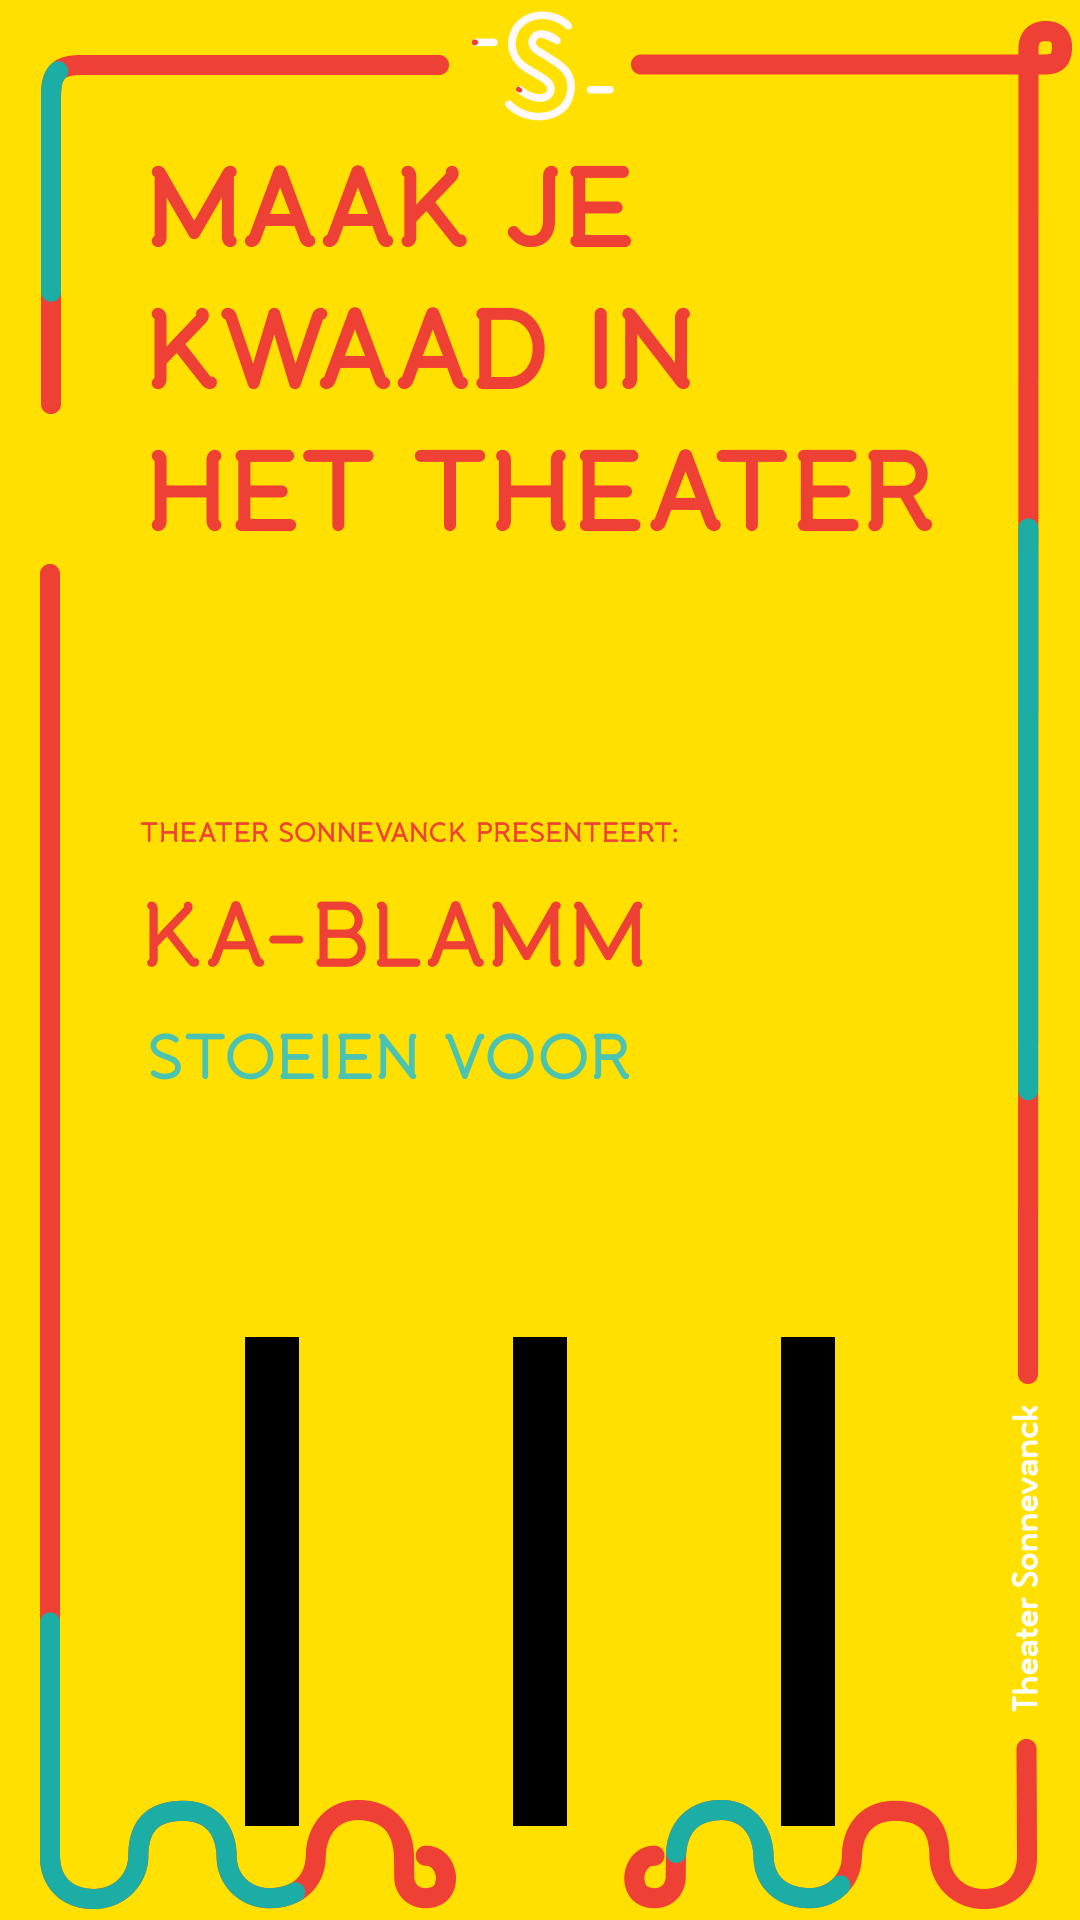 MAAK JE
KWAAD IN
HET THEATER
THEATER SONNEVANCK PRESENTEERT:
KA-BLAMM
STOEIEN VOOR
Theater Sonnevanck